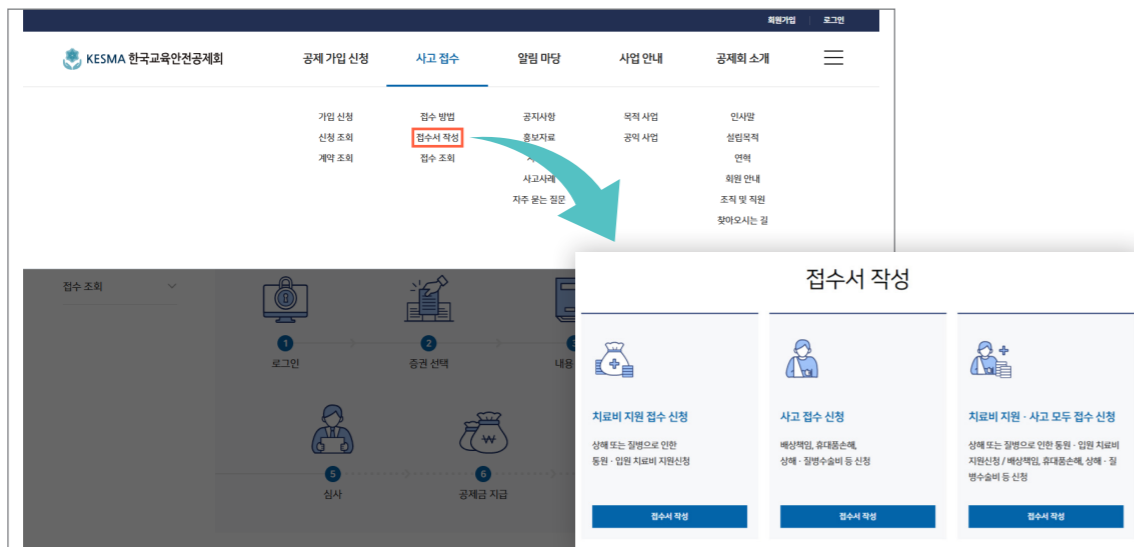 회원가입 로그인
KESMA 한국교육안전공제회 공제 가입 신청 사고 접수 알림 마당 사업 안내 공제회 소개
가입 신청 접수 방법 공지사항 목적 사업 인사말
신청 조회 접수서 작성 홍보자료 공익 사업 설립목적
계약 조회 접수 조회 연혁
사고사례 회원 안내
자주 묻는 질문 조직 및 직원
찾아오시는 길
접수 조회
1 2 3
로그인 증권 선택 내용
5 6
심사 공제금 지급
접수서 작성
치료비 지원 접수 신청
상해 또는 질병으로 인한
통원 · 입원 치료비 지원신청
접수서 작성
사고 접수 신청
배상책임, 휴대품손해,
상해 · 질병수술비 등 신청
접수서 작성
치료비 지원 · 사고 모두 접수 신청
상해 또는 질병으로 인한 통원 · 입원 치료비
지원신청 / 배상책임, 휴대품손해, 상해 · 질
병수술비 등 신청
접수서 작성